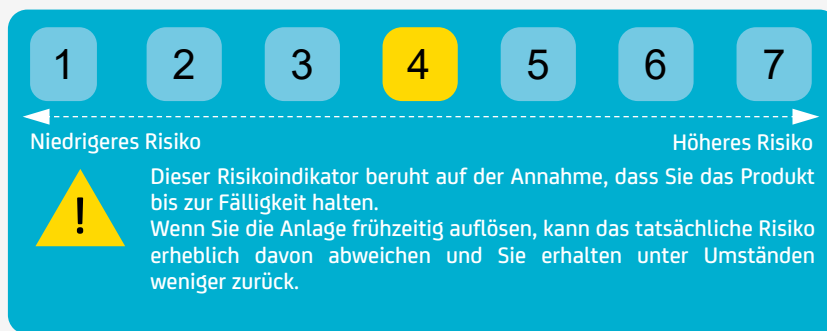 1 2 3 4 5 6 7
Niedrigeres Risiko Höheres Risiko
Dieser Risikoindikator beruht auf der Annahme, dass Sie das Produkt
bis zur Fälligkeit halten.
Wenn Sie die Anlage frühzeitig auflösen, kann das tatsächliche Risiko
erheblich davon abweichen und Sie erhalten unter Umständen
weniger zurück.
!